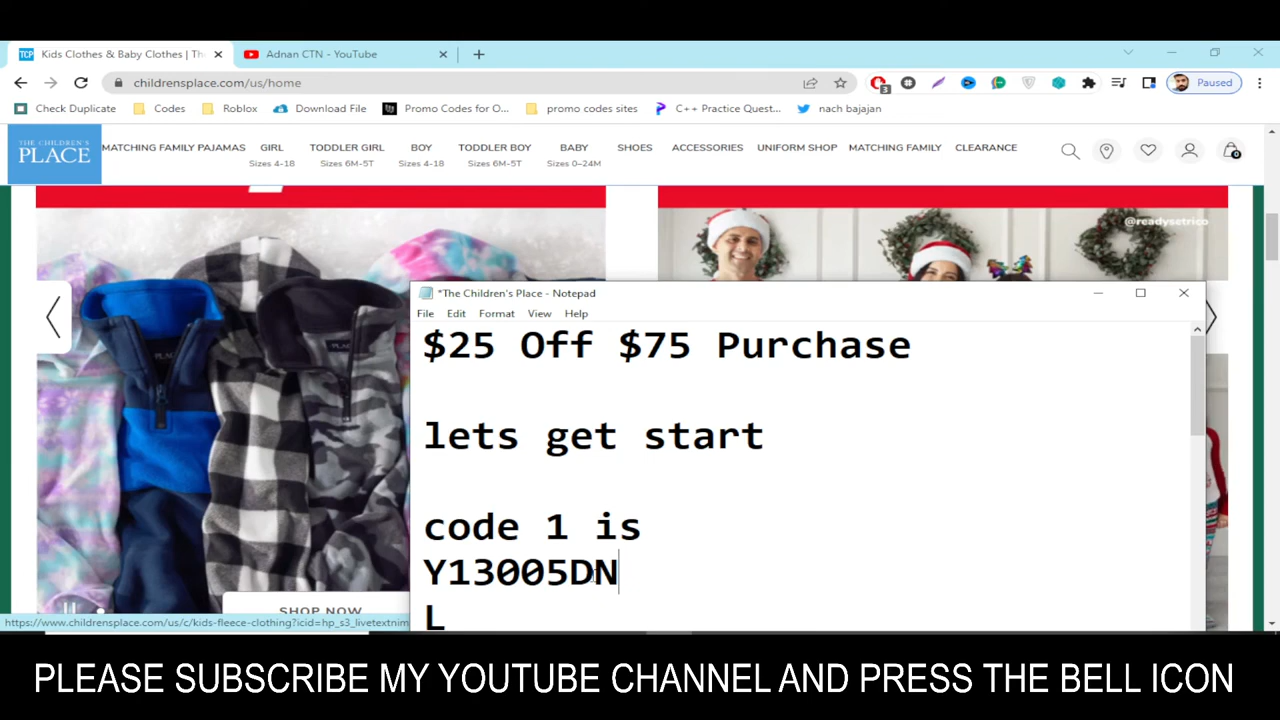 TCP Kids Clothes & Baby Clothes | Th
Adnan CTN - YouTube
childrensplace.com/us/home
3
Paused
Check Duplicate
Codes
Roblox
Download File
Promo Codes for O...
promo codes sites
C++ Practice Quest...
nach bajajan
THE CHILDREN'S
PLACE
MATCHING FAMILY PAJAMAS
GIRL
Sizes 4-18
TODDLER GIRL
Sizes 6M-5T
BOY
Sizes 4-18
TODDLER BOY
Sizes 6M-5T
BABY
Sizes 0-24M
SHOES
ACCESSORIES
UNIFORM SHOP
MATCHING FAMILY
CLEARANCE
0
@readysetrico
PLACE
*The Children's Place - Notepad
File Edit Format View Help
$25 Off $75 Purchase
lets get start
code 1 is
Y13005DN
L
SHOP NOW
https://www.childrensplace.com/us/c/kids-fleece-clothing?icid=hp_s3_livetextnim
PLEASE SUBSCRIBE MY YOUTUBE CHANNEL AND PRESS THE BELL ICON